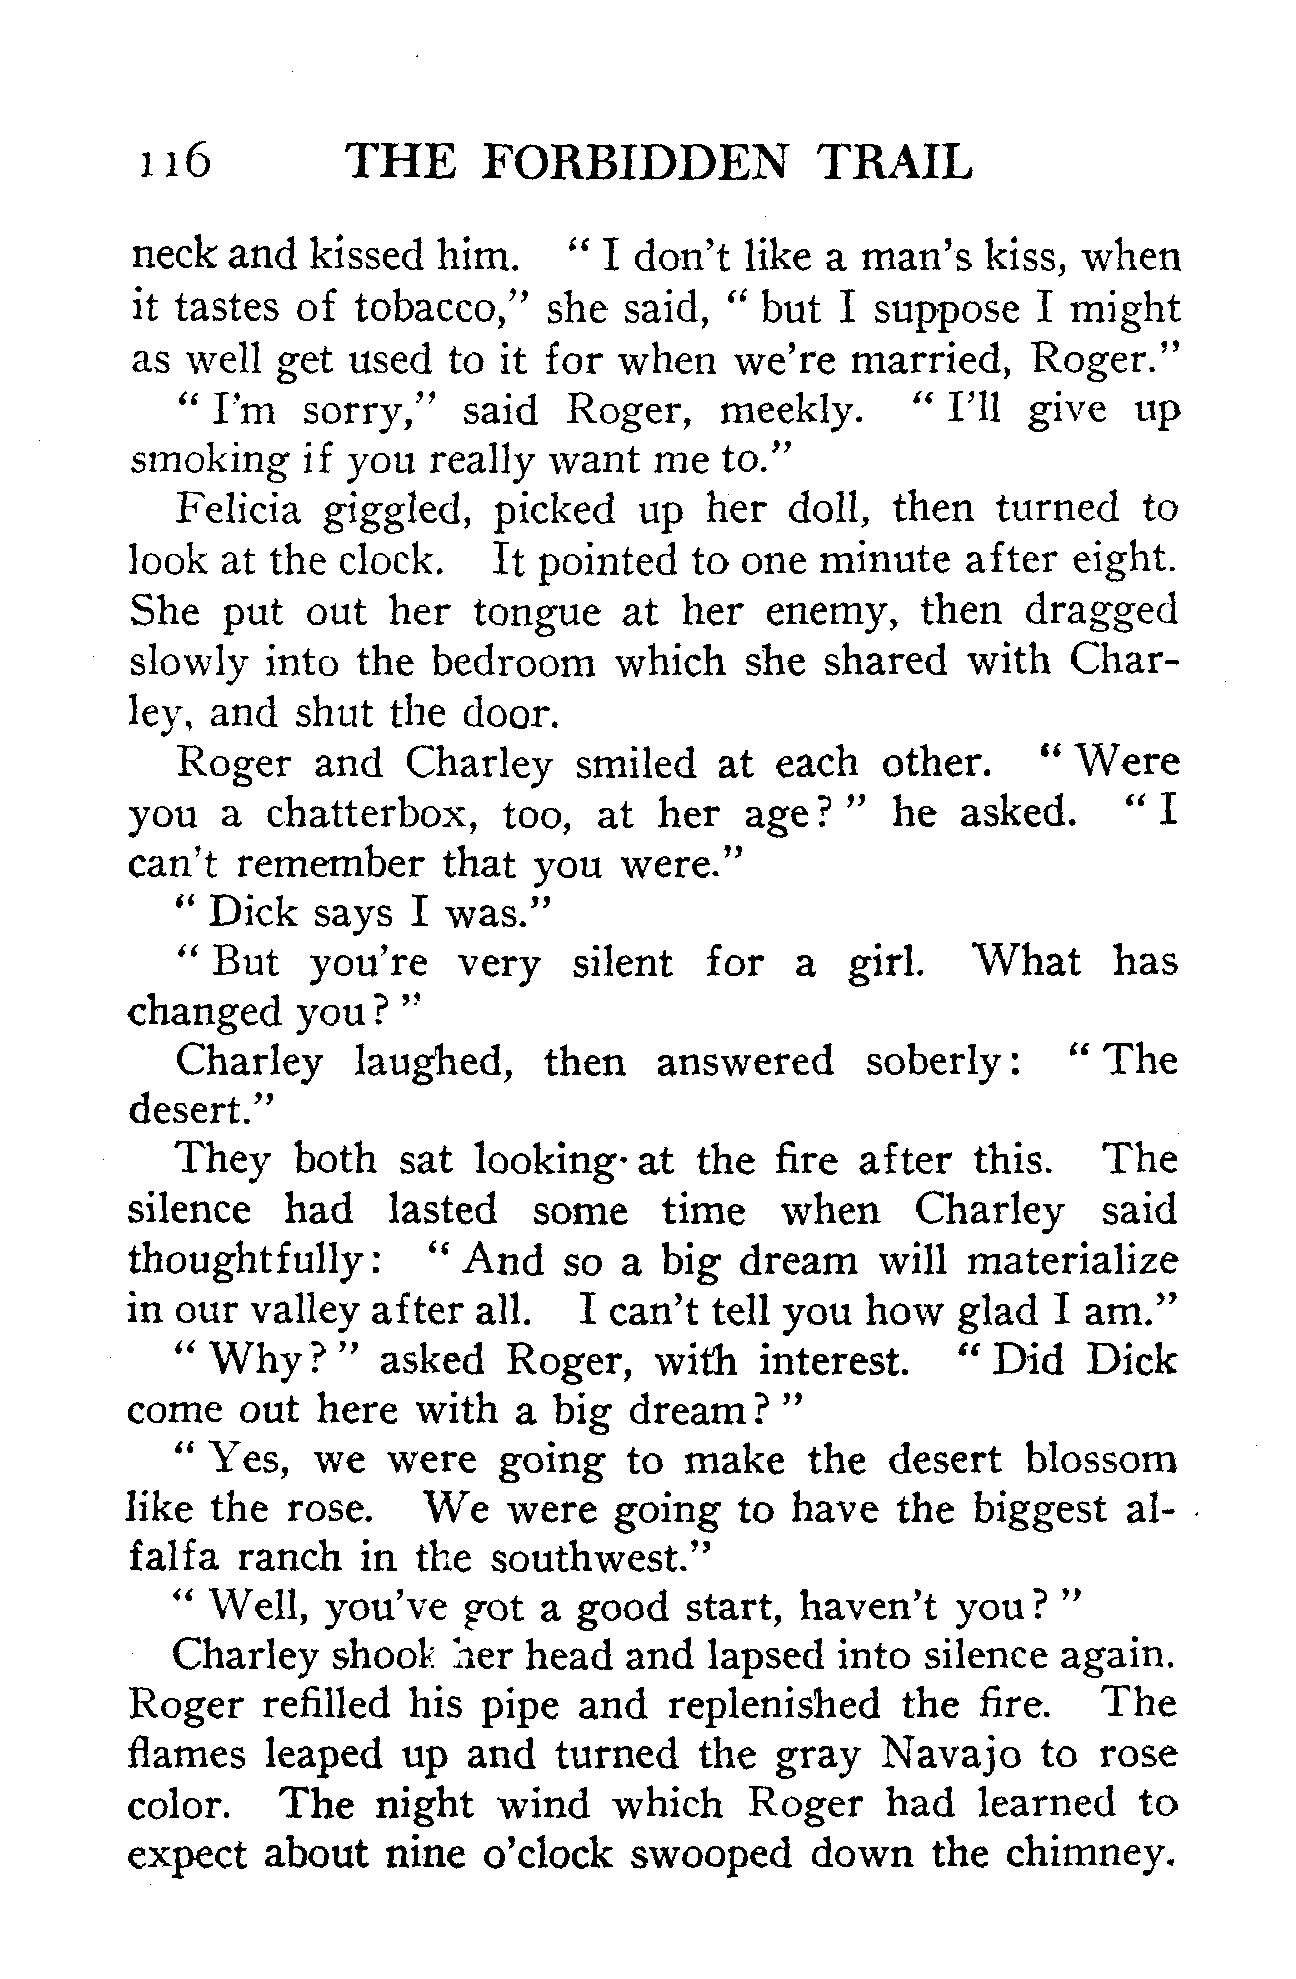 116 THE FORBIDDEN TRAIL
neck and kissed him. " I don't like a man's kiss, when
it tastes of tobacco," she said, " but I suppose I might
as well get used to it for when we're married, Roger."
" I'm sorry," said Roger, meekly. " I'll give up
smoking if you really want me to."
Felicia giggled, picked up her doll, then turned to
look at the clock. It pointed to one minute after eight.
She put out her tongue at her enemy, then dragged
slowly into the bedroom which she shared with Char-
ley, and shut the door.
Roger and Charley smiled at each other. " Were
you a chatterbox, too, at her age? " he asked. " I
can't remember that you were."
" Dick says I was."
" But you're very silent for a girl. What has
changed you? "
Charley laughed, then answered soberly: " The
desert."
They both sat looking at the fire after this. The
silence had lasted some time when Charley said
thoughtfully: " And so a big dream will materialize
in our valley after all. I can't tell you how glad I am."
" Why? " asked Roger, with interest. " Did Dick
come out here with a big dream? "
" Yes, we were going to make the desert blossom
like the rose. We were going to have the biggest al-
falfa ranch in the southwest."
" Well, you've got a good start, haven't you? "
Charley shook her head and lapsed into silence again.
Roger refilled his pipe and replenished the fire. The
flames leaped up and turned the gray Navajo to rose
color. The night wind which Roger had learned to
expect about nine o'clock swooped down the chimney.